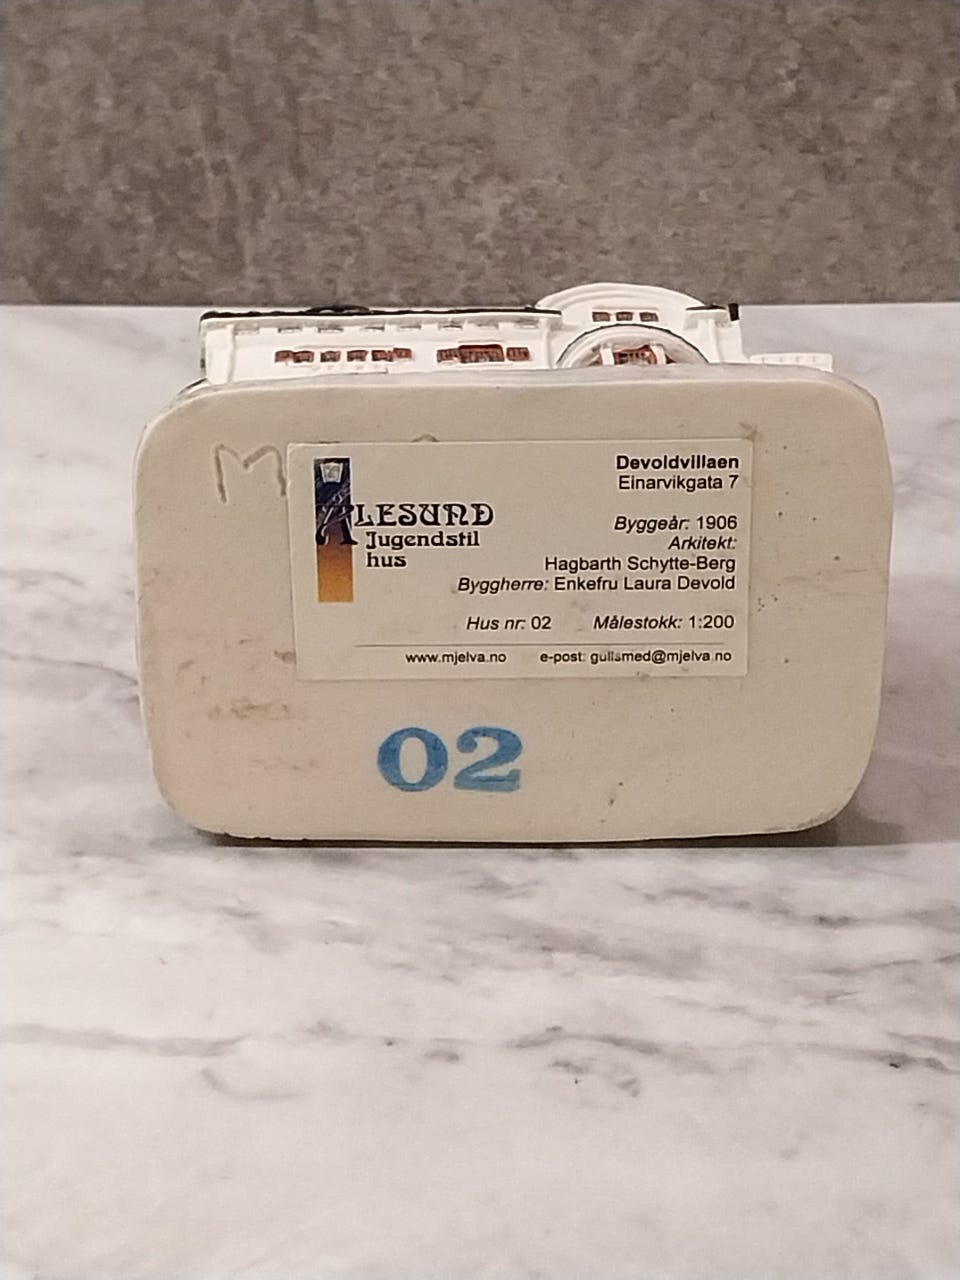 M
ÅLESUND
Jugendstil
hus
Devoldvillaen
Einarvikgata 7
Byggeår: 1906
Arkitekt:
Hagbarth Schytte-Berg
Byggherre: Enkefru Laura Devold
Hus nr: 02 Målestokk: 1:200
www.mjelva.no e-post: gullsmed@mjelva.no
02